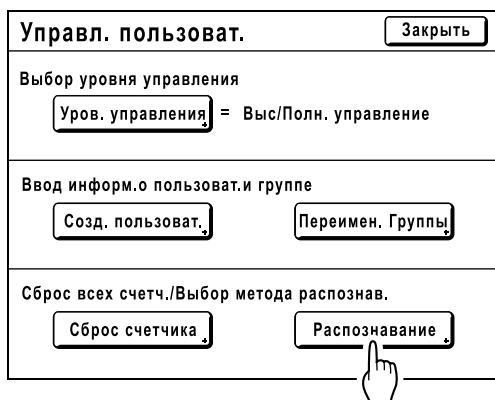 Управл. пользоват. Закрыть
Выбор уровня управления
Уров. управления = Выс/Полн. управление
Ввод информ.о пользоват.и группе
Созд. пользоват. Переимен. Группы
Сброс всех счетч./Выбор метода распознав.
Сброс счетчика Распознавание